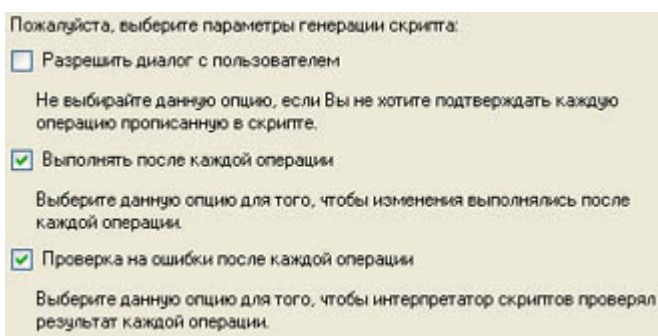 Пожалуйста, выберите параметры генерации скрипта:
Разрешить диалог с пользователем
Не выбирайте данную опцию, если Вы не хотите подтверждать каждую
операцию прописанную в скрипте.
Выполнять после каждой операции
Выберите данную опцию для того, чтобы изменения выполнялись после
каждой операции.
Проверка на ошибки после каждой операции
Выберите данную опцию для того, чтобы интерпретатор скриптов проверял
результат каждой операции.